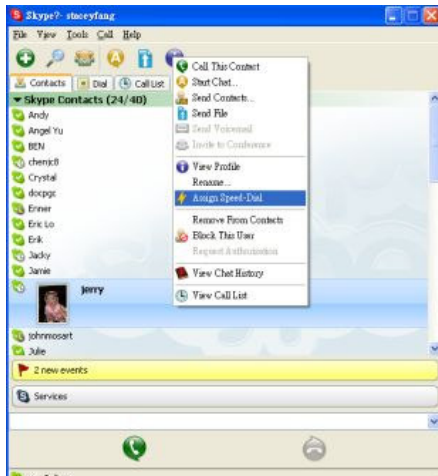 Skype?- staceyfang
File View Tools Call Help
Contacts Dial Call List
Skype Contacts (24/40)
Andy
Angel Yu
BEN
chenjc8
Crystal
docpgc
Enner
Eric Lo
Erik
Jacky
Jamie
jerry
johnmosart
Julie
2 new events
Services
Call This Contact
Start Chat...
Send Contacts...
Send File
Send Voicemail
Invite to Conference
View Profile
Rename...
Assign Speed-Dial
Remove From Contacts
Block This User
Request Authorization
View Chat History
View Call List